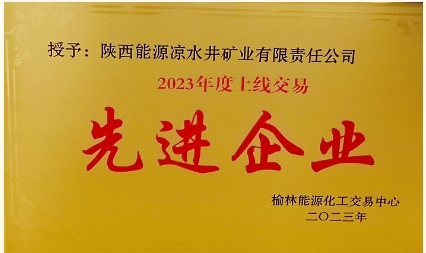 授予：陕西能源凉水井矿业有限责任公司
2023年度上线交易
先进企业
榆林能源化工交易中心
二〇二三年